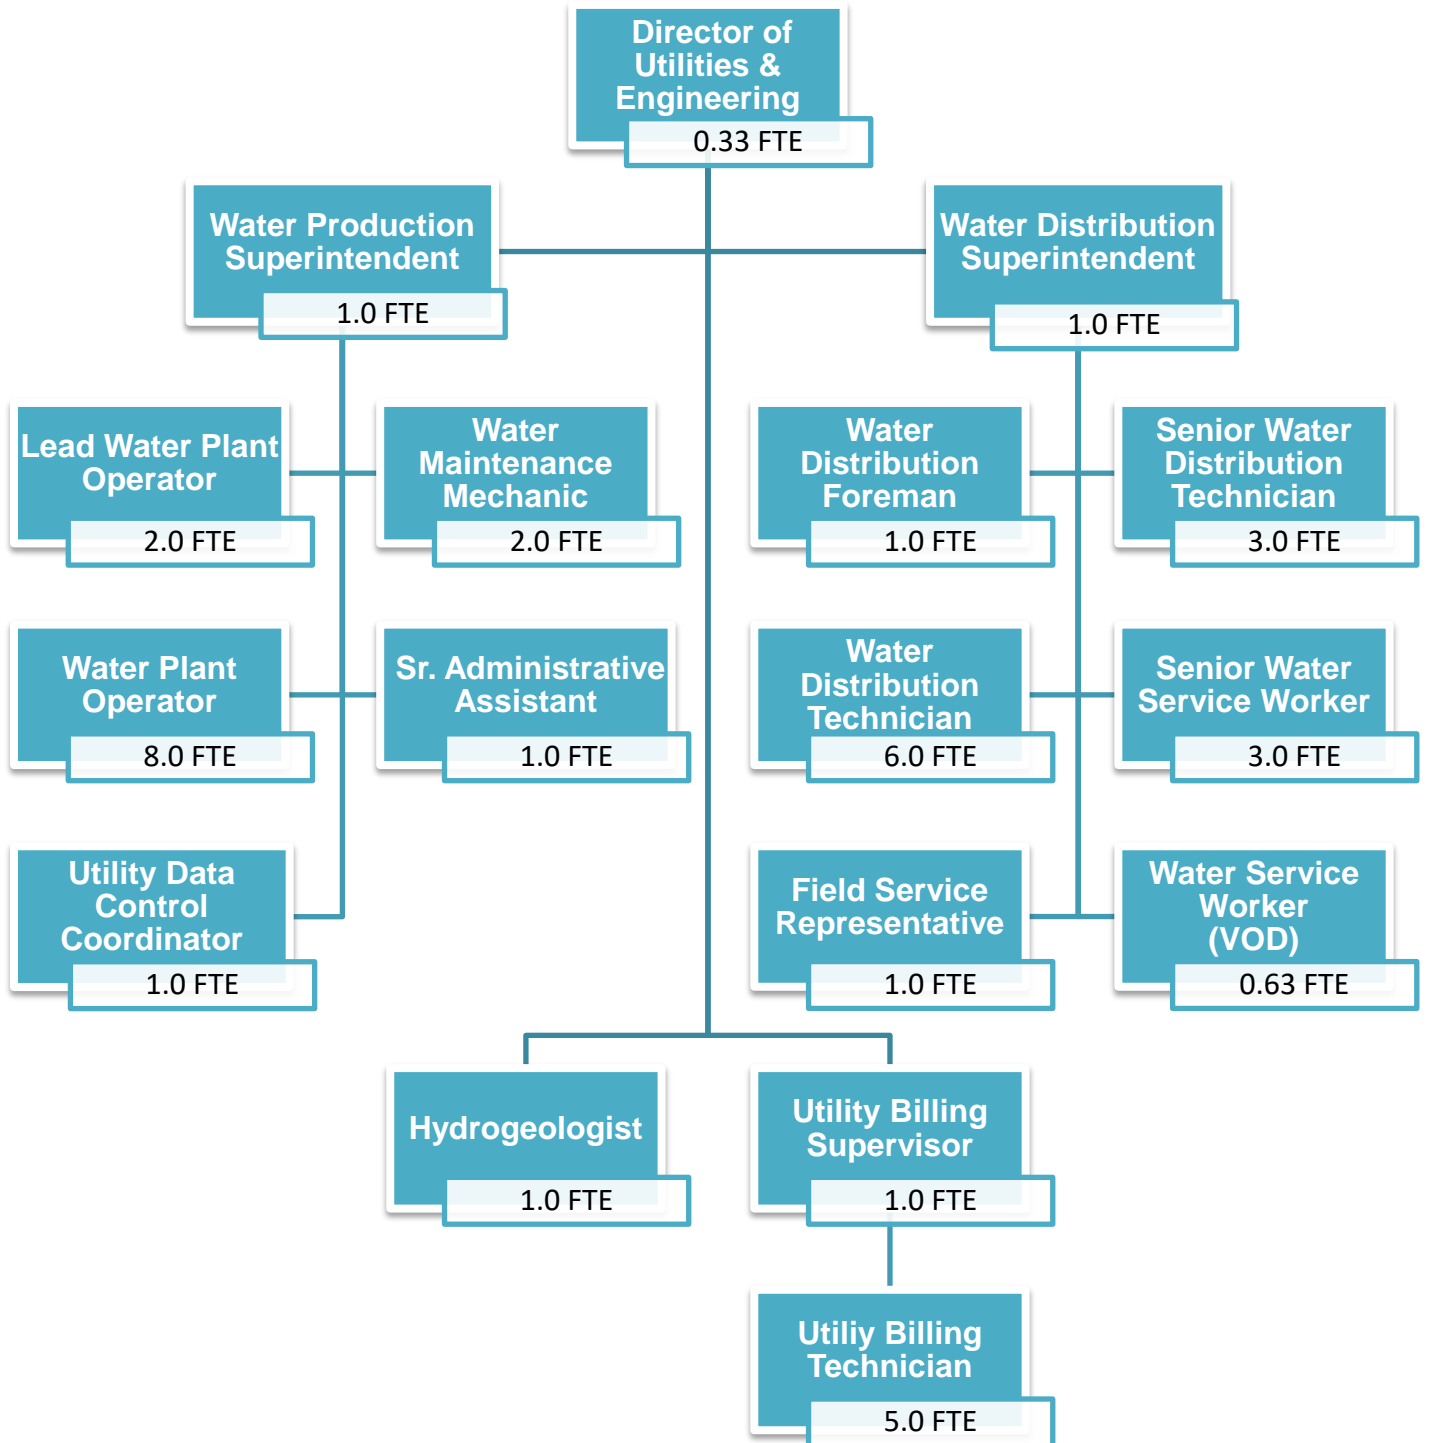 Director of
Utilities &
Engineering
0.33 FTE
Water Production
Superintendent
1.0 FTE
Water Distribution
Superintendent
1.0 FTE
Lead Water Plant
Operator
2.0 FTE
Water
Maintenance
Mechanic
2.0 FTE
Water
Distribution
Foreman
1.0 FTE
Senior Water
Distribution
Technician
3.0 FTE
Water Plant
Operator
8.0 FTE
Sr. Administrative
Assistant
1.0 FTE
Water
Distribution
Technician
6.0 FTE
Senior Water
Service Worker
3.0 FTE
Utility Data
Control
Coordinator
1.0 FTE
Field Service
Representative
1.0 FTE
Water Service
Worker
(VOD)
0.63 FTE
Hydrogeologist
1.0 FTE
Utility Billing
Supervisor
1.0 FTE
Utiliy Billing
Technician
5.0 FTE